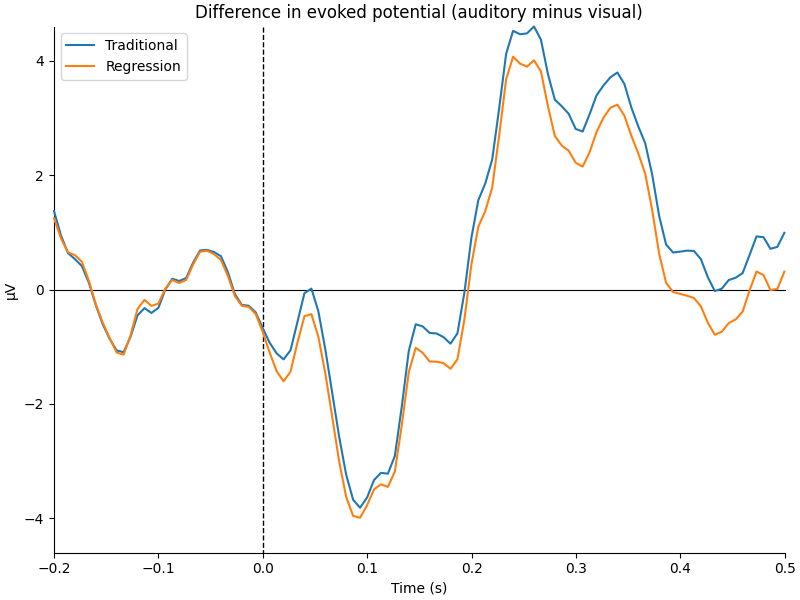 Difference in evoked potential (auditory minus visual)
Traditional
Regression
4
2
0
−2
−4
µV
−0.2
−0.1
0.0
0.1
0.2
0.3
0.4
0.5
Time (s)